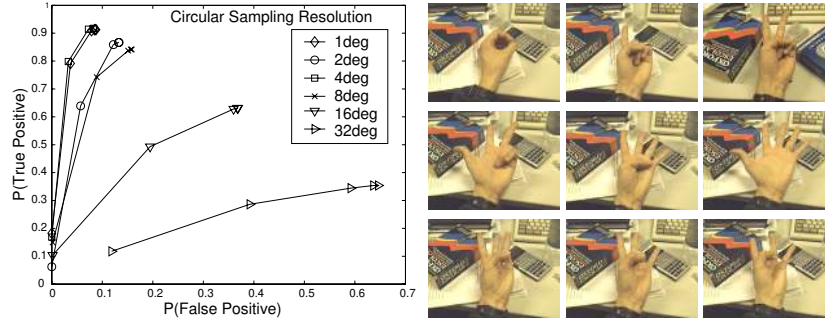 Circular Sampling Resolution
1deg
2deg
4deg
8deg
16deg
32deg
P(True Positive)
1
0.9
0.8
0.7
0.6
0.5
0.4
0.3
0.2
0.1
0
0 0.1 0.2 0.3 0.4 0.5 0.6 0.7
P(False Positive)